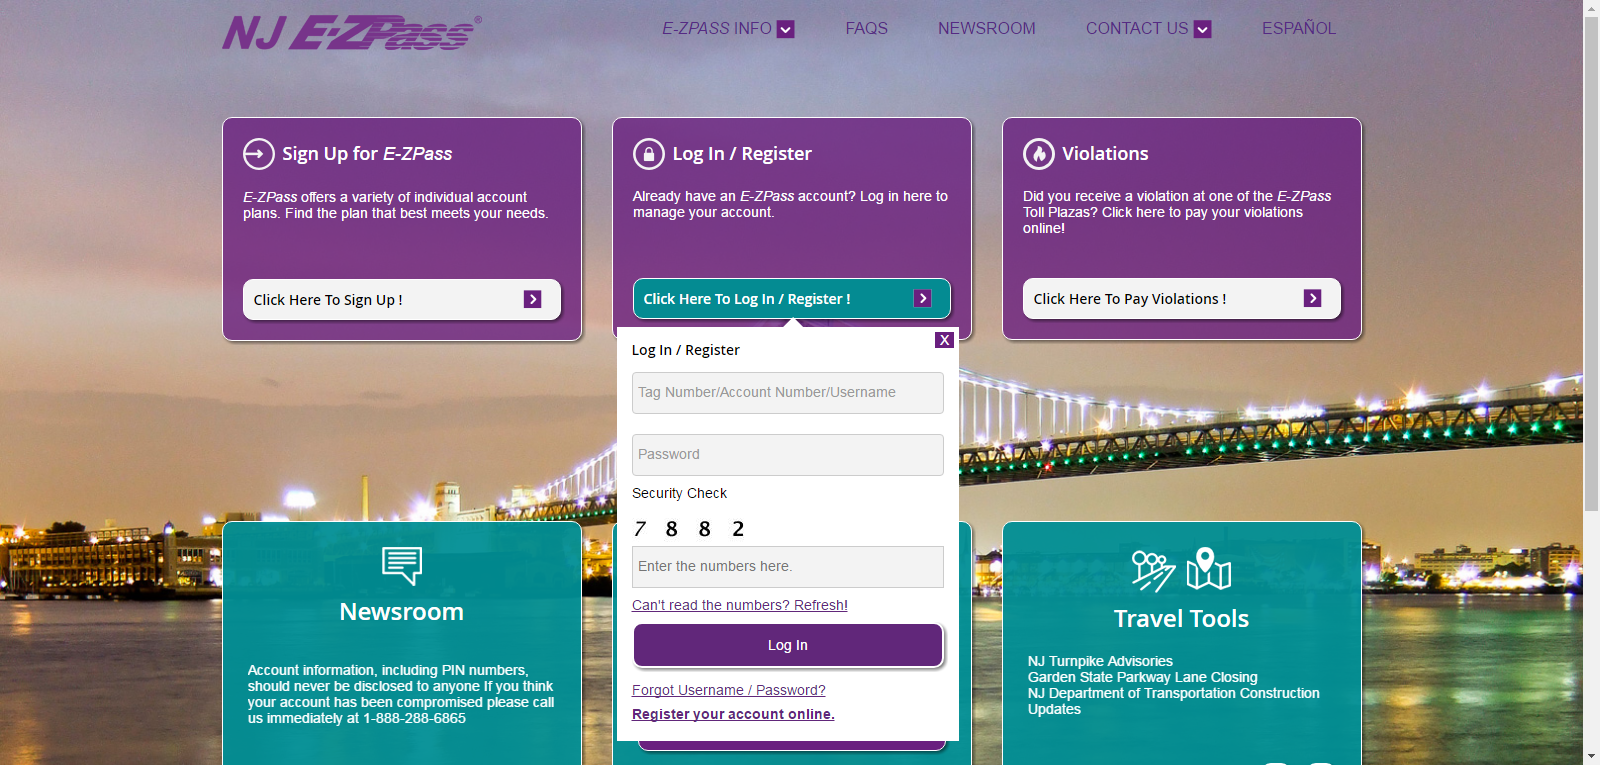 NJ E-ZPass®
E-ZPASS INFO
FAQS
NEWSROOM
CONTACT US
ESPAÑOL
Sign Up for E-ZPass
E-ZPass offers a variety of individual account
plans. Find the plan that best meets your needs.
Click Here To Sign Up !
Log In / Register
Already have an E-ZPass account? Log in here to
manage your account.
Click Here To Log In / Register !
Violations
Did you receive a violation at one of the E-ZPass
Toll Plazas? Click here to pay your violations
online!
Click Here To Pay Violations !
X
Log In / Register
Tag Number/Account Number/Username
Password
Security Check
7 8 8 2
Enter the numbers here.
Can't read the numbers? Refresh!
Log In
Forgot Username / Password?
Register your account online.
Newsroom
Account information, including PIN numbers,
should never be disclosed to anyone If you think
your account has been compromised please call
us immediately at 1-888-288-6865
Travel Tools
NJ Turnpike Advisories
Garden State Parkway Lane Closing
NJ Department of Transportation Construction
Updates